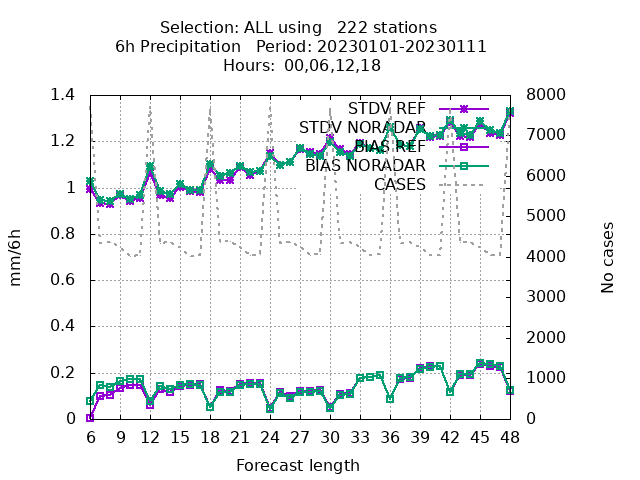 Selection: ALL using   222 stations
6h Precipitation   Period: 20230101-20230111
Hours:  00,06,12,18
STDV REF
STDV NORADAR
BIAS REF
BIAS NORADAR
CASES
1.4
1.2
1
0.8
0.6
0.4
0.2
0
mm/6h
8000
7000
6000
5000
4000
3000
2000
1000
0
No cases
6 9 12 15 18 21 24 27 30 33 36 39 42 45 48
Forecast length